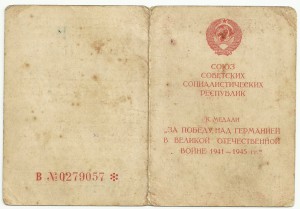 В №0279057 *
СОЮЗ
СОВЕТСКИХ
СОЦИАЛИСТИЧЕСКИХ
РЕСПУБЛИК
К МЕДАЛИ
„ЗА ПОБЕДУ НАД ГЕРМАНИЕЙ
В ВЕЛИКОЙ ОТЕЧЕСТВЕННОЙ
ВОЙНЕ 1941—1945 гг."